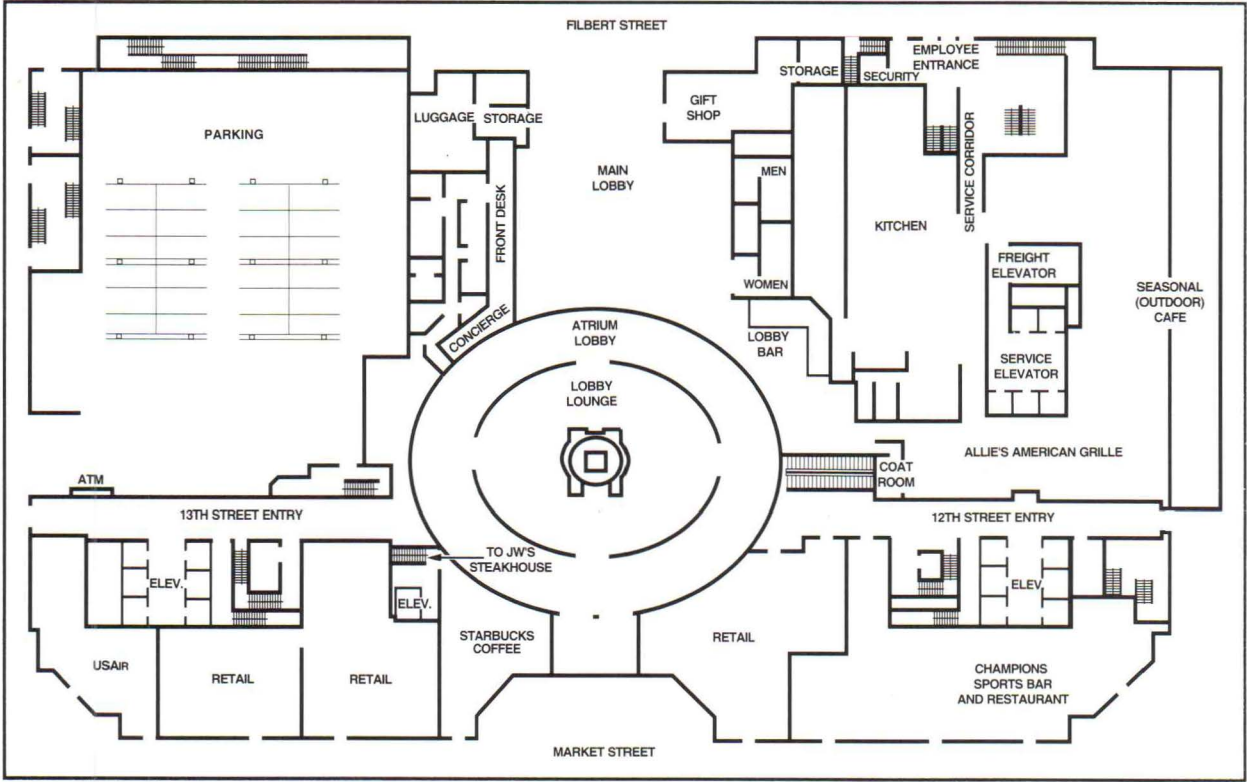 FILBERT STREET
EMPLOYEE
ENTRANCE
STORAGE
SECURITY
GIFT
SHOP
LUGGAGE
STORAGE
PARKING
MAIN
LOBBY
MEN
SERVICE CORRIDOR
FRONT DESK
KITCHEN
FREIGHT
ELEVATOR
WOMEN
SEASONAL
(OUTDOOR)
CAFE
CONCIERGE
ATRIUM
LOBBY
LOBBY
BAR
SERVICE
ELEVATOR
LOBBY
LOUNGE
ALLIE'S AMERICAN GRILLE
COAT
ROOM
ATM
13TH STREET ENTRY
12TH STREET ENTRY
TO JW'S
STEAKHOUSE
ELEV.
ELEV.
ELEV.
STARBUCKS
COFFEE
RETAIL
USAIR
RETAIL
RETAIL
CHAMPIONS
SPORTS BAR
AND RESTAURANT
MARKET STREET